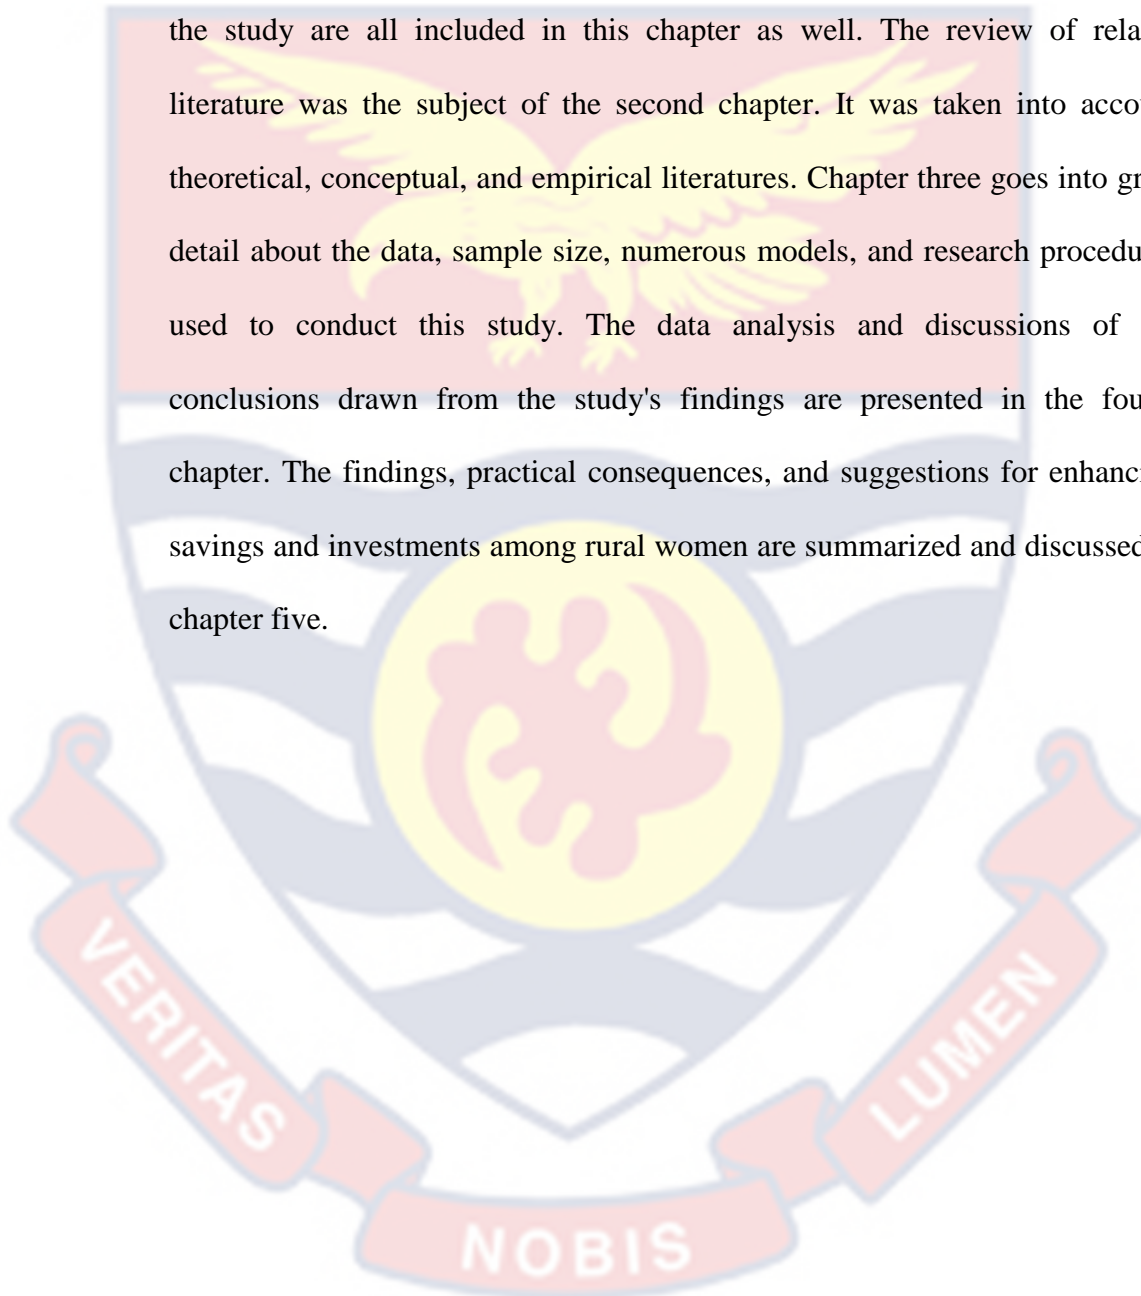 the study are all included in this chapter as well. The review of rela
literature was the subject of the second chapter. It was taken into acco
theoretical, conceptual, and empirical literatures. Chapter three goes into gr
detail about the data, sample size, numerous models, and research procedu
used to conduct this study. The data analysis and discussions of
conclusions drawn from the study's findings are presented in the fou
chapter. The findings, practical consequences, and suggestions for enhanci
savings and investments among rural women are summarized and discussed
chapter five.
VERITAS
NOBIS
LUMEN